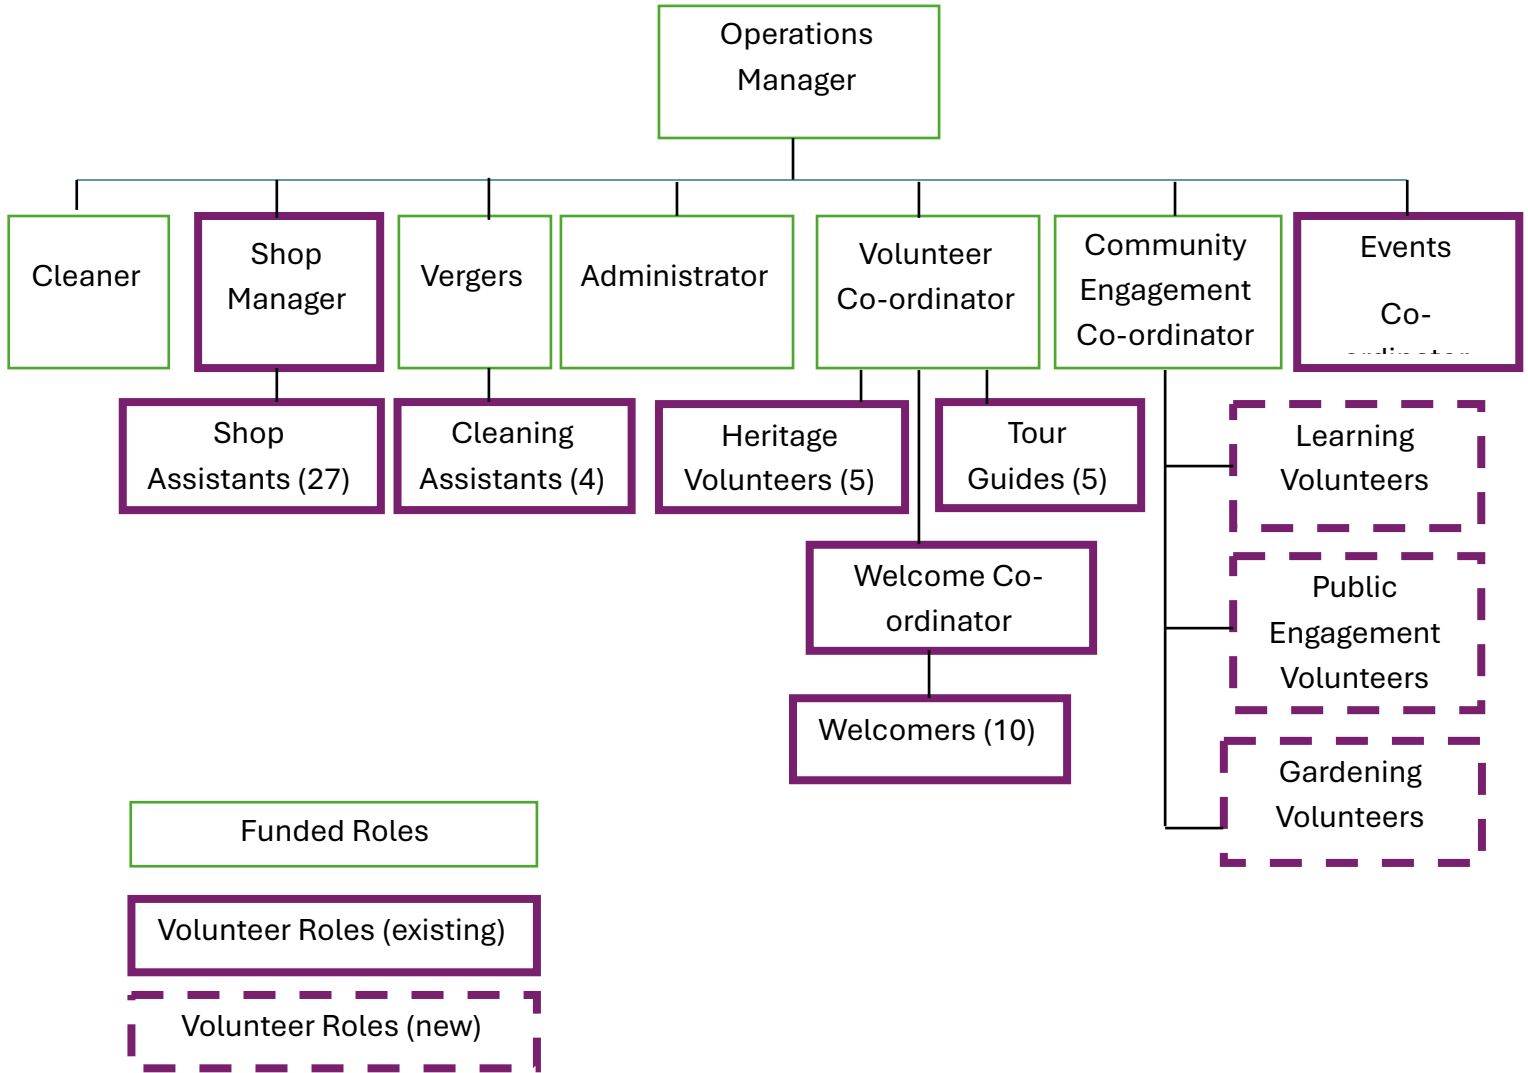 Operations
Manager
Cleaner
Shop
Manager
Vergers
Administrator
Volunteer
Co-ordinator
Community
Engagement
Co-ordinator
Events
Co-
Shop
Assistants (27)
Cleaning
Assistants (4)
Heritage
Volunteers (5)
Tour
Guides (5)
Learning
Volunteers
Welcome Co-
ordinator
Public
Engagement
Volunteers
Welcomers (10)
Gardening
Volunteers
Funded Roles
Volunteer Roles (existing)
Volunteer Roles (new)